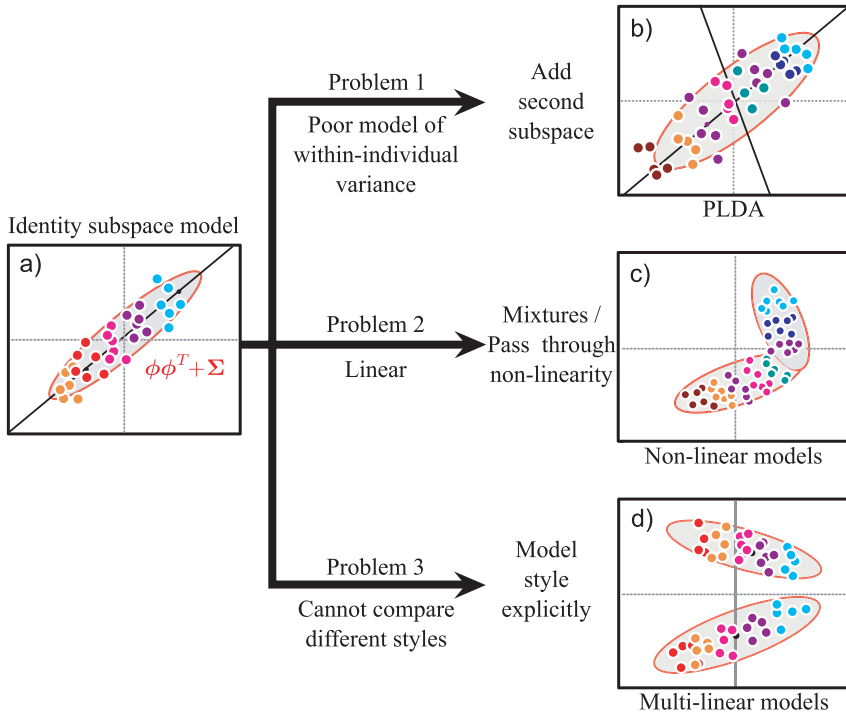 Identity subspace model
a)
ϕϕᵀ+Σ
Problem 1
Poor model of
within-individual
variance
Add
second
subspace
b)
PLDA
Problem 2
Linear
Mixtures /
Pass through
non-linearity
c)
Non-linear models
Problem 3
Cannot compare
different styles
Model
style
explicitly
d)
Multi-linear models